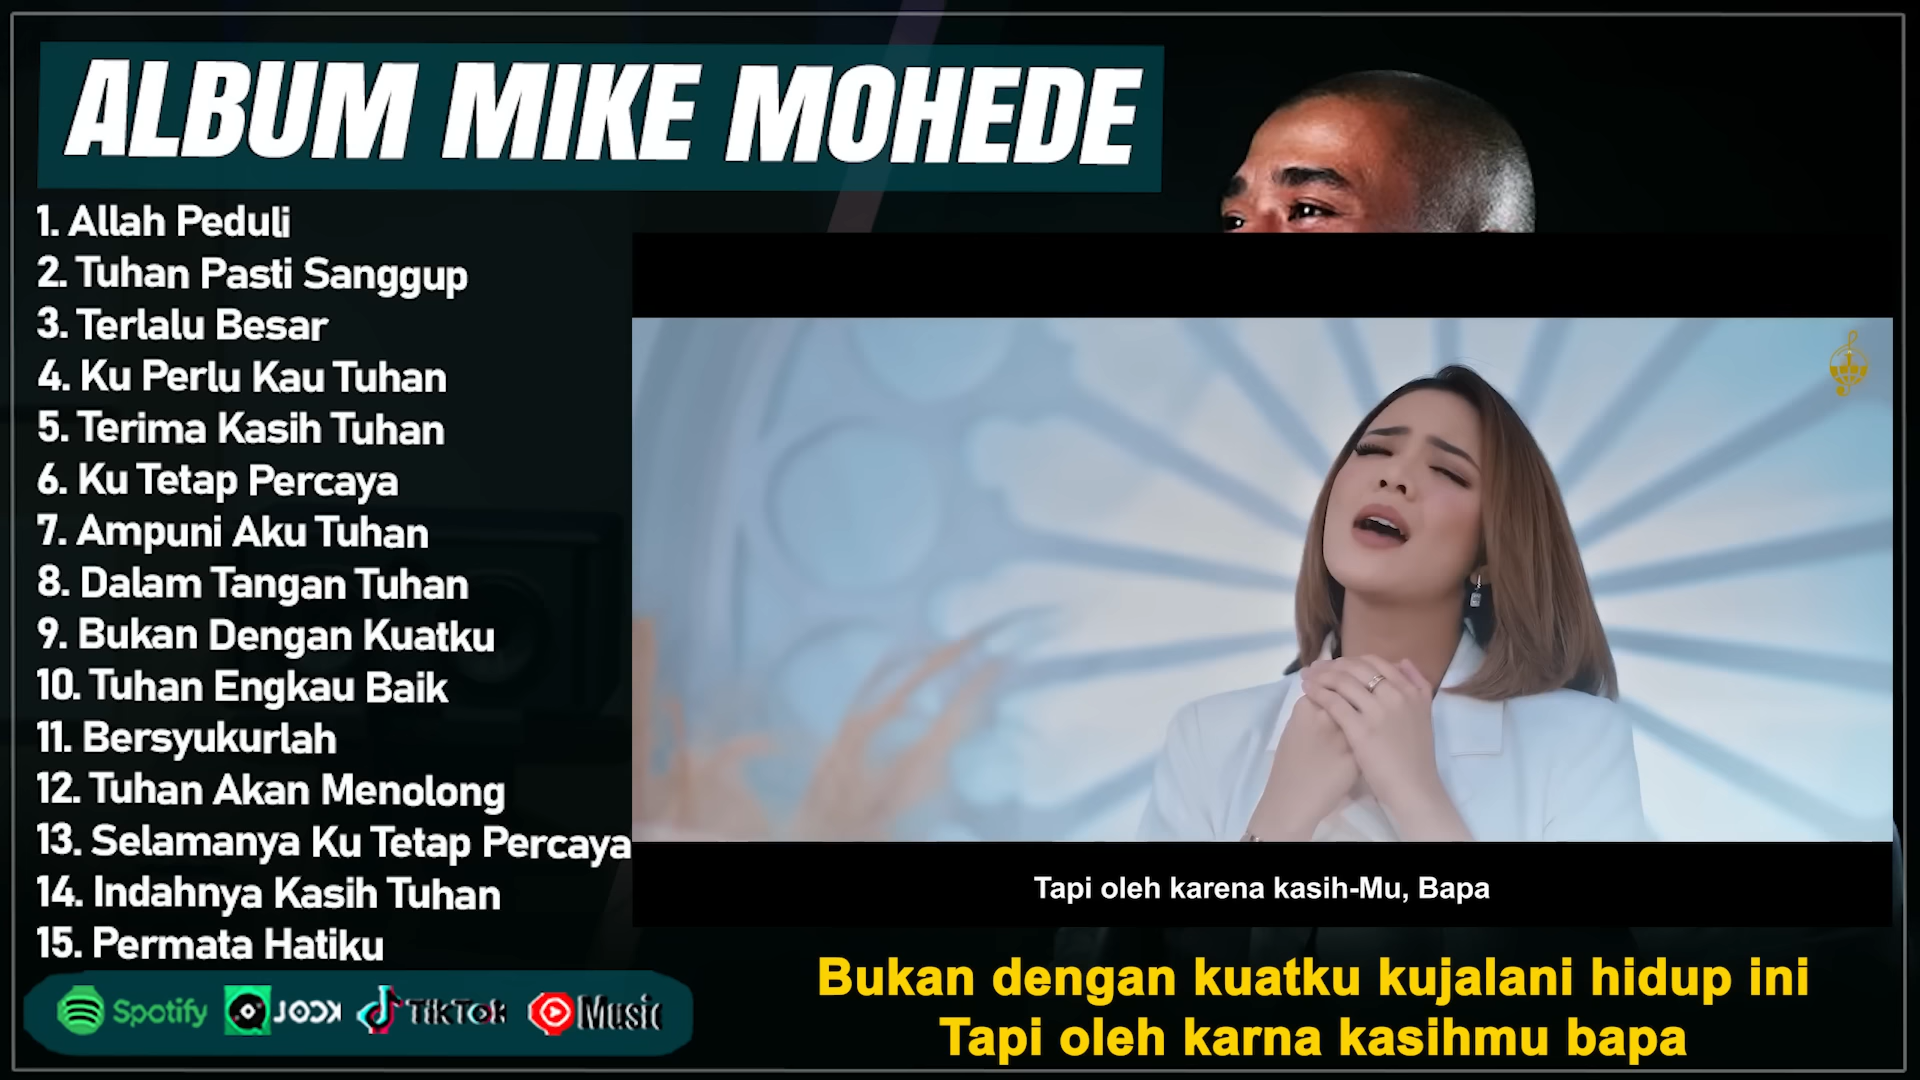 ALBUM MIKE MOHEDE
1. Allah Peduli
2. Tuhan Pasti Sanggup
3. Terlalu Besar
4. Ku Perlu Kau Tuhan
5. Terima Kasih Tuhan
6. Ku Tetap Percaya
7. Ampuni Aku Tuhan
8. Dalam Tangan Tuhan
9. Bukan Dengan Kuatku
10. Tuhan Engkau Baik
11. Bersyukurlah
12. Tuhan Akan Menolong
13. Selamanya Ku Tetap Percaya
14. Indahnya Kasih Tuhan
15. Permata Hatiku
Spotify JOOX TikTok Music
Tapi oleh karena kasih-Mu, Bapa
Bukan dengan kuatku kujalani hidup ini
Tapi oleh karna kasihmu bapa